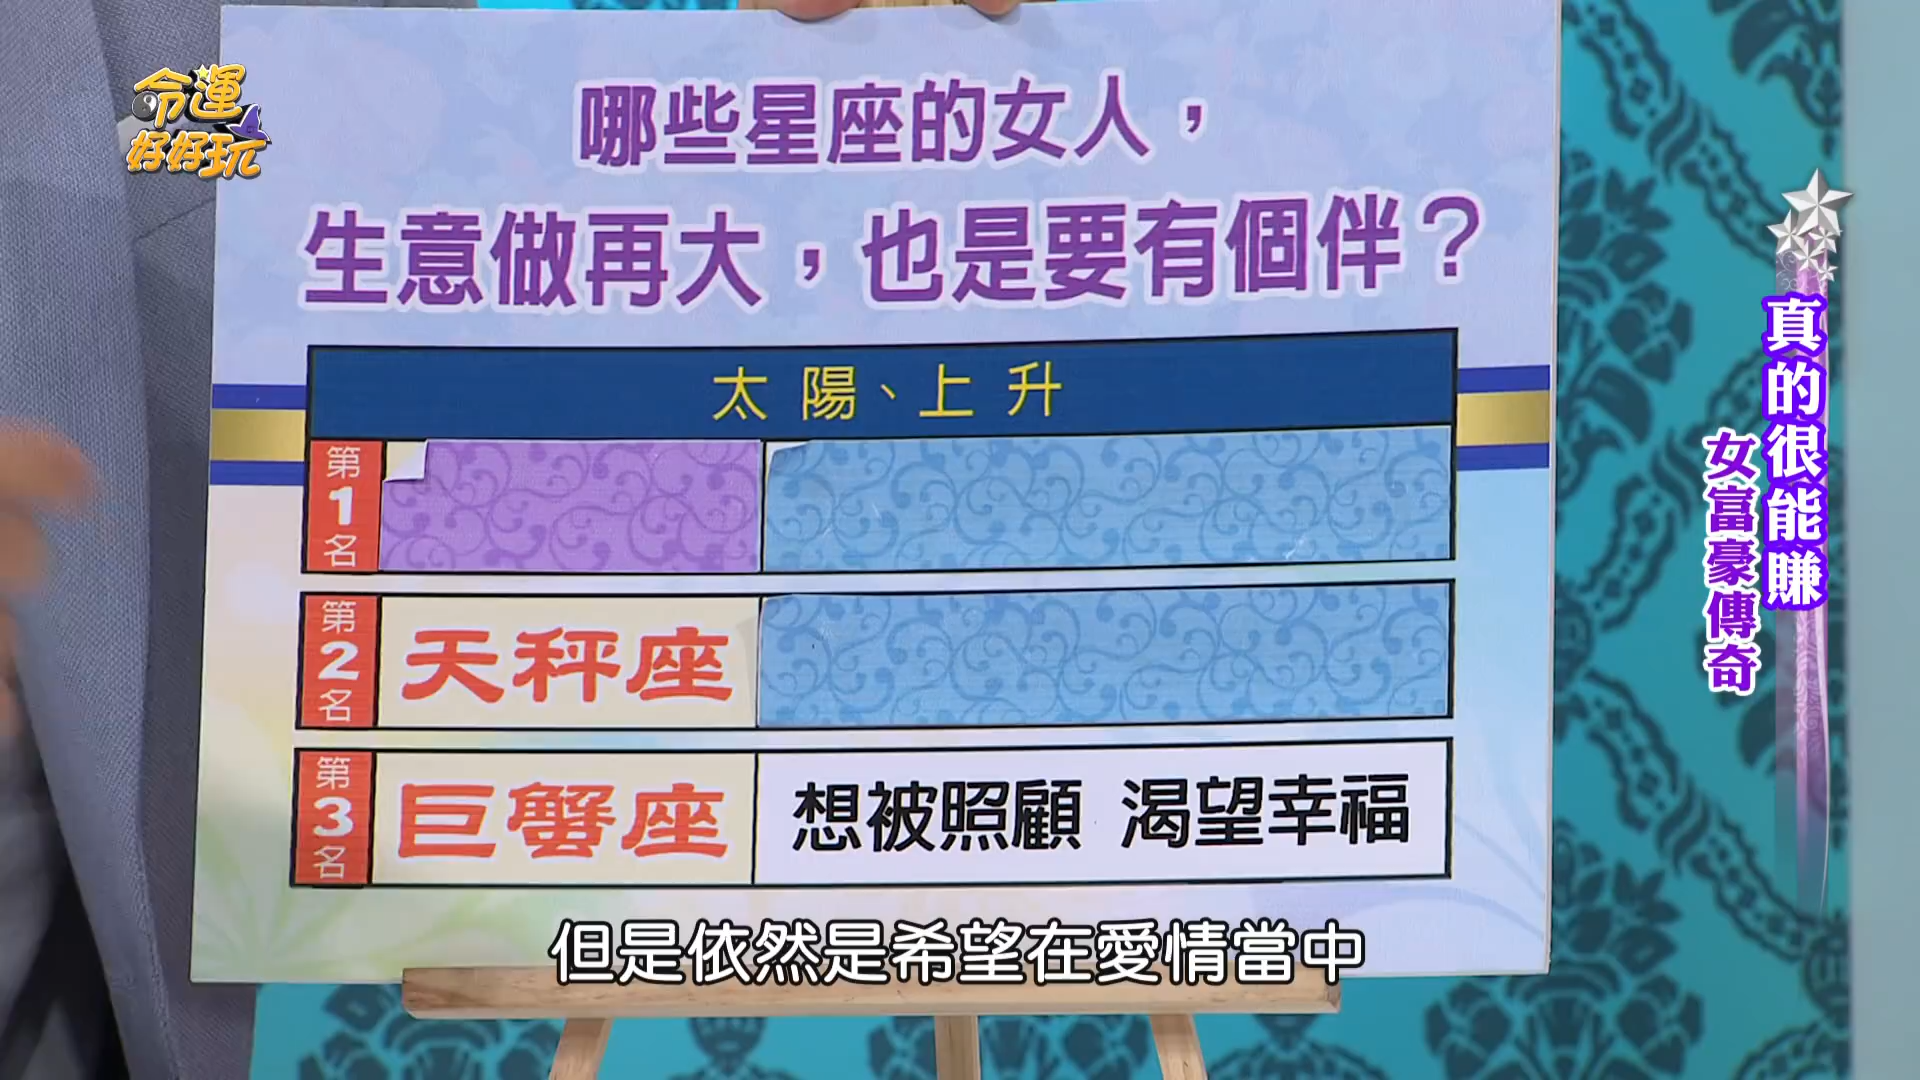 命運
好好玩
哪些星座的女人，
生意做再大，也是要有個伴？
太陽、上升
第1名
第2名
天秤座
第3名
巨蟹座
想被照顧 渴望幸福
真的很能賺
女富豪傳奇
但是依然是希望在愛情當中